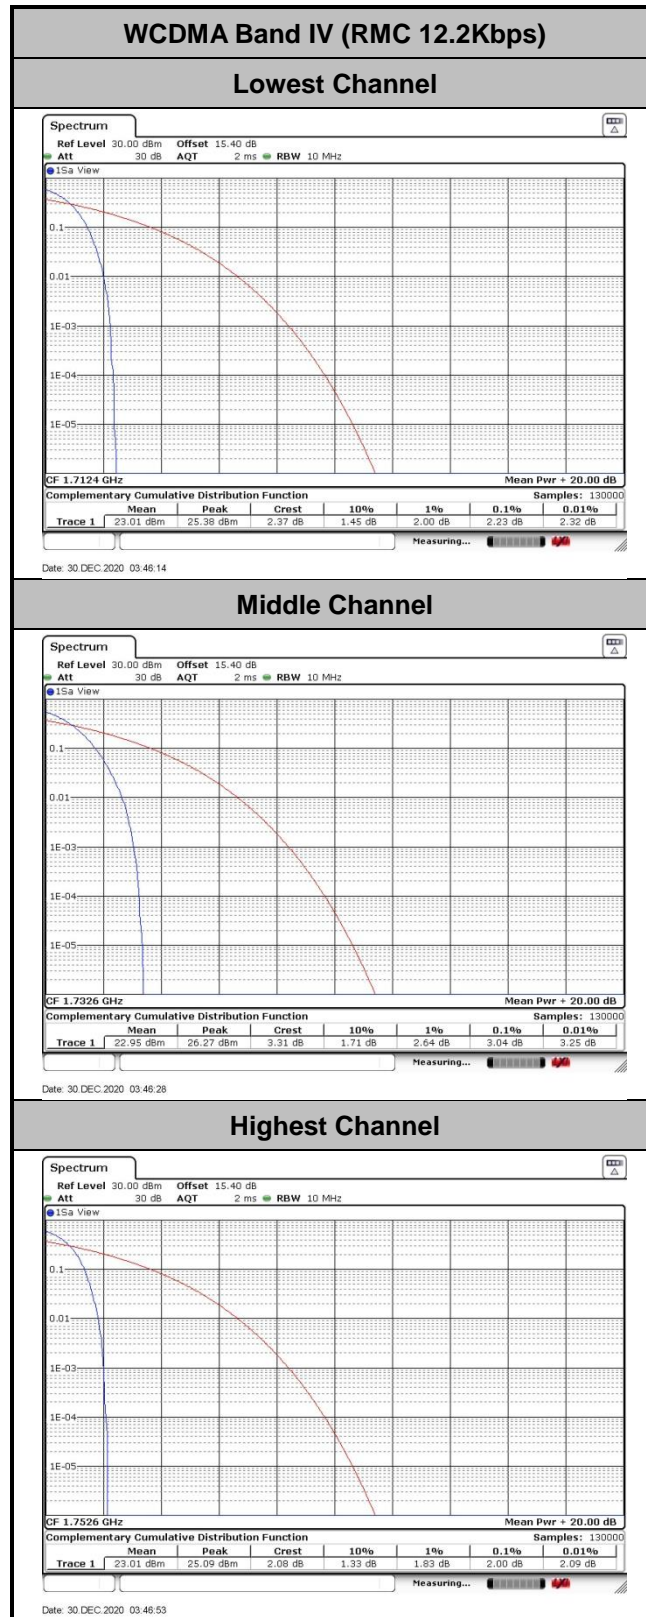 WCDMA Band IV (RMC 12.2Kbps)
Lowest Channel
Spectrum
Ref Level 30.00 dBm Offset 15.40 dB
Att 30 dB AQT 2 ms RBW 10 MHz
1Sa View
0.1
0.01
1E-03
1E-04
1E-05
CF 1.7124 GHz Mean Pwr + 20.00 dB
Complementary Cumulative Distribution Function Samples: 130000
Mean Peak Crest 10% 1% 0.1% 0.01%
Trace 1 23.01 dBm 25.38 dBm 2.37 dB 1.45 dB 2.00 dB 2.23 dB 2.32 dB
Measuring...
Date: 30.DEC.2020 03:46:14
Middle Channel
Spectrum
Ref Level 30.00 dBm Offset 15.40 dB
Att 30 dB AQT 2 ms RBW 10 MHz
1Sa View
0.1
0.01
1E-03
1E-04
1E-05
CF 1.7326 GHz Mean Pwr + 20.00 dB
Complementary Cumulative Distribution Function Samples: 130000
Mean Peak Crest 10% 1% 0.1% 0.01%
Trace 1 22.95 dBm 26.27 dBm 3.31 dB 1.71 dB 2.64 dB 3.04 dB 3.25 dB
Measuring...
Date: 30.DEC.2020 03:46:28
Highest Channel
Spectrum
Ref Level 30.00 dBm Offset 15.40 dB
Att 30 dB AQT 2 ms RBW 10 MHz
1Sa View
0.1
0.01
1E-03
1E-04
1E-05
CF 1.7526 GHz Mean Pwr + 20.00 dB
Complementary Cumulative Distribution Function Samples: 130000
Mean Peak Crest 10% 1% 0.1% 0.01%
Trace 1 23.01 dBm 25.09 dBm 2.08 dB 1.33 dB 1.83 dB 2.00 dB 2.09 dB
Measuring...
Date: 30.DEC.2020 03:46:53